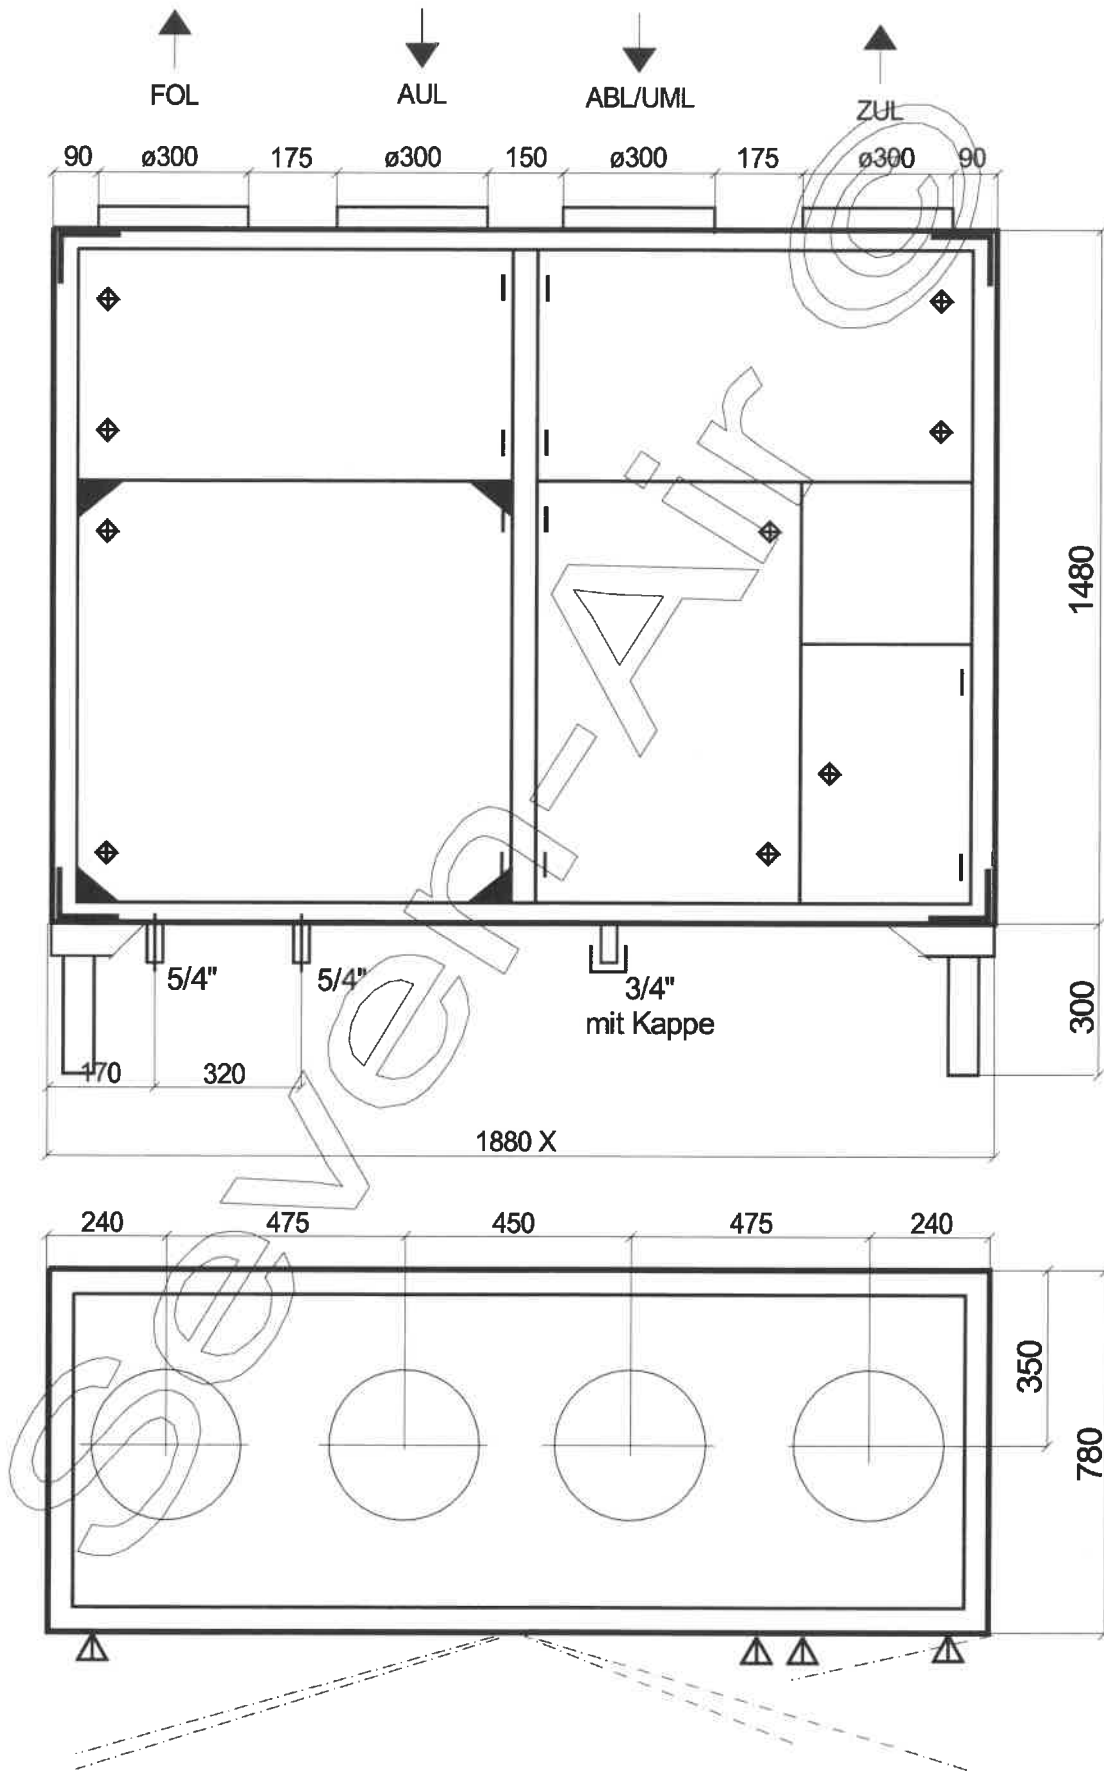 FOL AUL ABL/UML ZUL
90 ø300 175 ø300 150 ø300 175 ø300 90
1480
5/4" 5/4" 3/4"
mit Kappe
300
170 320
1880 X
240 475 450 475 240
350
780
Seven-Air ©